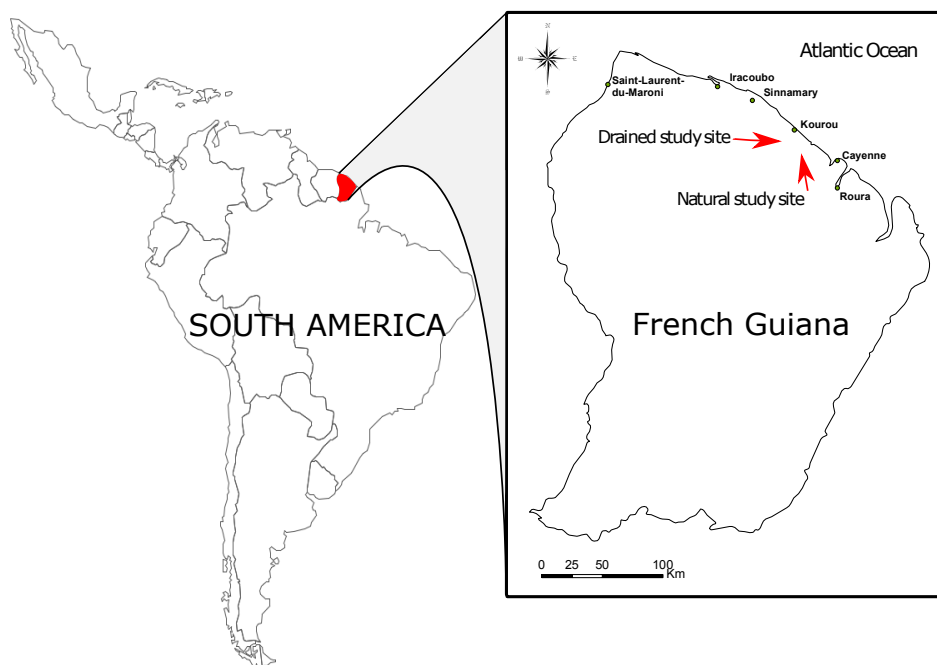 SOUTH AMERICA
N
Atlantic Ocean
Saint-Laurent-
du-Maroni
Iracoubo
Sinnamary
Kourou
Drained study site
Cayenne
Natural study site
Roura
French Guiana
0 25 50 100
Km